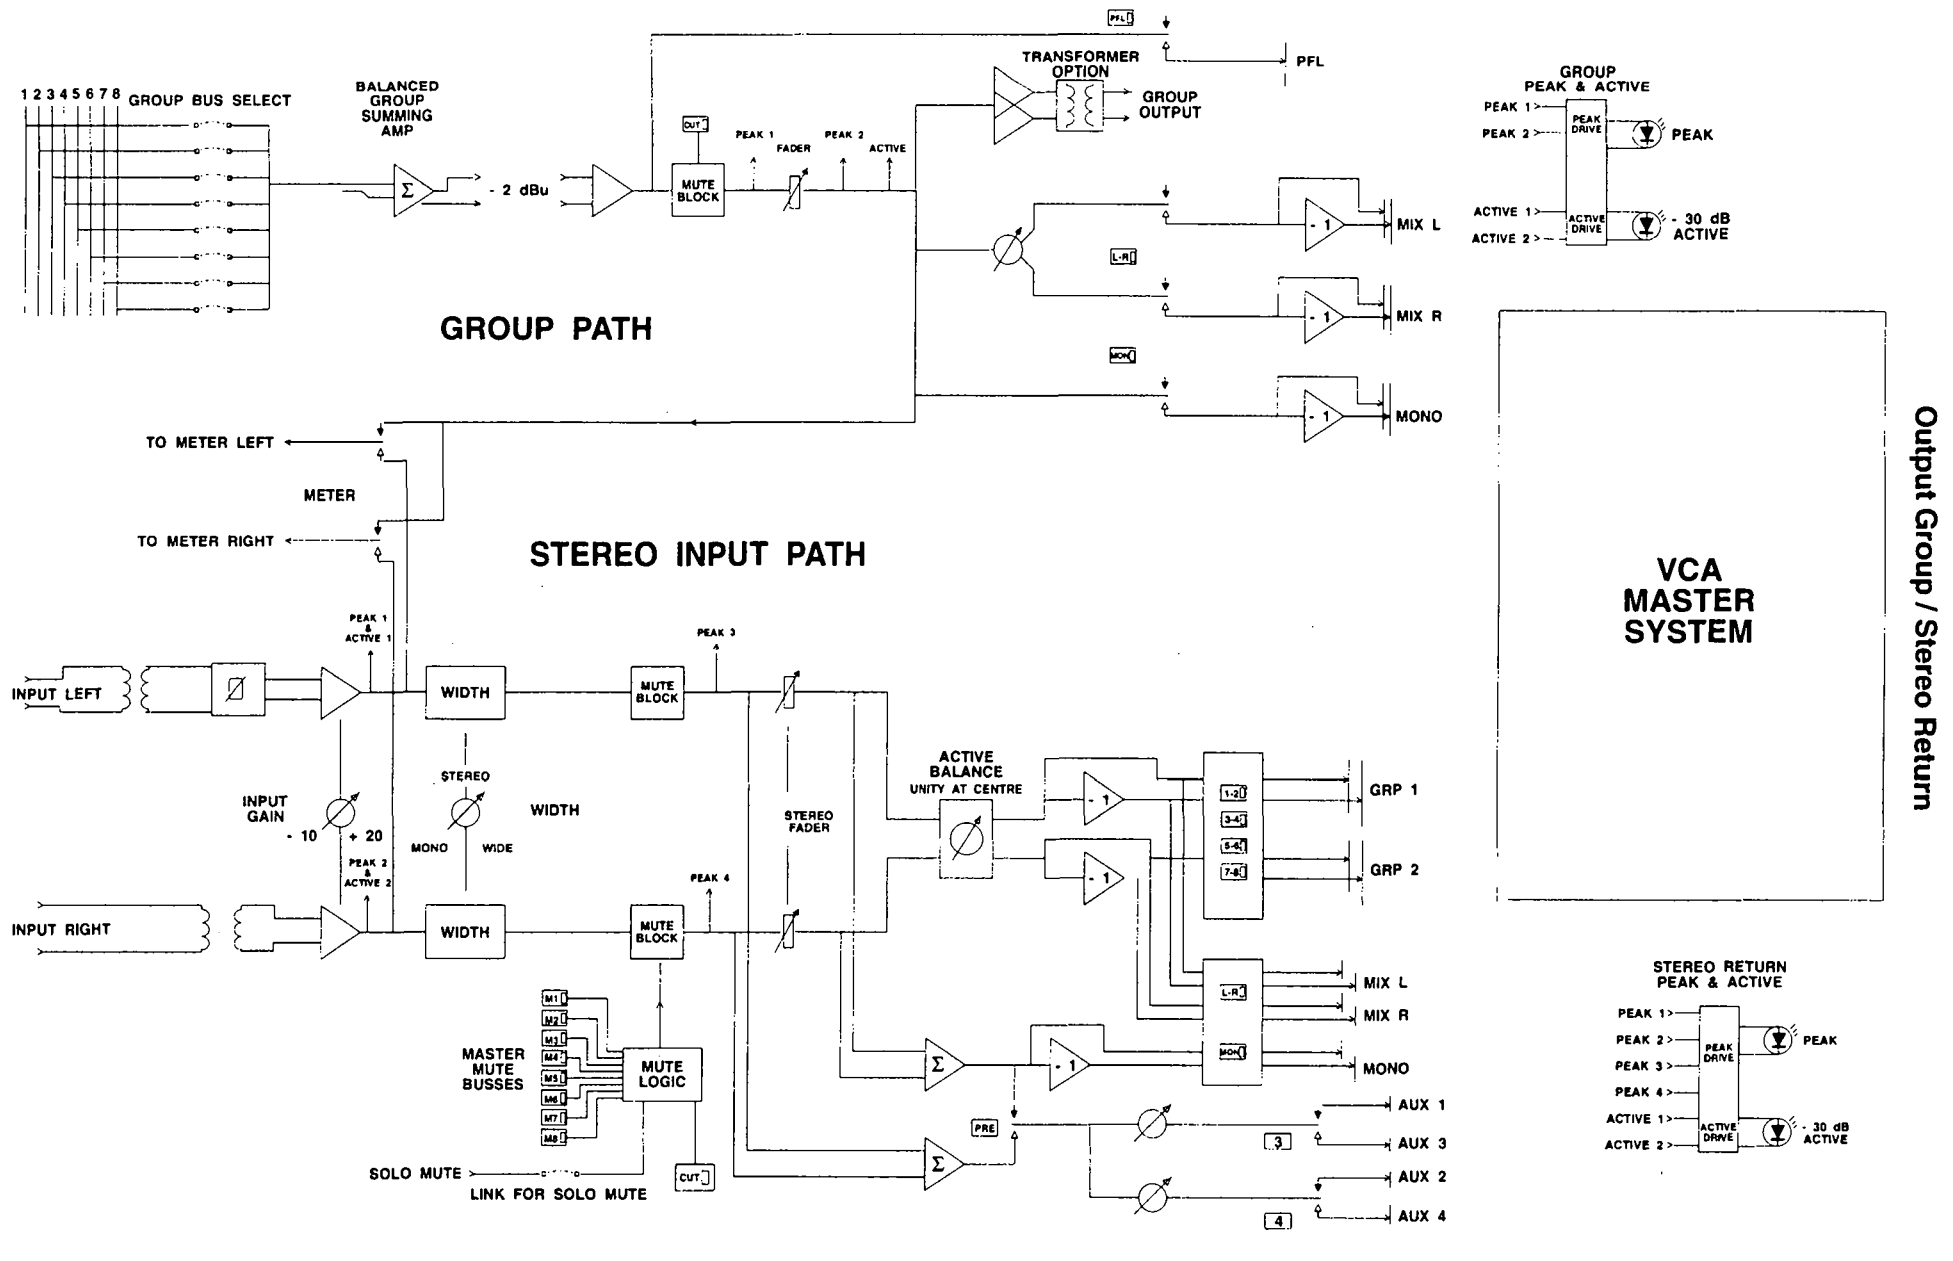 PFL
PFL
TRANSFORMER
OPTION
GROUP
OUTPUT
GROUP
PEAK & ACTIVE
PEAK 1
PEAK 2
PEAK
DRIVE
PEAK
ACTIVE 1
ACTIVE 2
ACTIVE
DRIVE
- 30 dB
ACTIVE
1 2 3 4 5 6 7 8
GROUP BUS SELECT
BALANCED
GROUP
SUMMING
AMP
Σ
- 2 dBu
CUT
MUTE
BLOCK
PEAK 1
FADER
PEAK 2
ACTIVE
- 1
MIX L
L-R
- 1
MIX R
MON
- 1
MONO
GROUP PATH
TO METER LEFT
METER
TO METER RIGHT
STEREO INPUT PATH
VCA
MASTER
SYSTEM
Output Group / Stereo Return
PEAK 1
&
ACTIVE 1
INPUT LEFT
Ø
WIDTH
MUTE
BLOCK
PEAK 3
INPUT
GAIN
- 10
+ 20
STEREO
WIDTH
MONO
WIDE
STEREO
FADER
PEAK 2
&
ACTIVE 2
INPUT RIGHT
WIDTH
MUTE
BLOCK
PEAK 4
ACTIVE
BALANCE
UNITY AT CENTRE
- 1
- 1
1-2
3-4
5-6
7-8
GRP 1
GRP 2
L-R
MON
MIX L
MIX R
MONO
Σ
- 1
M1
M2
M3
M4
M5
M6
M7
M8
MASTER
MUTE
BUSSES
MUTE
LOGIC
CUT
SOLO MUTE
LINK FOR SOLO MUTE
PRE
Σ
3
4
AUX 1
AUX 3
AUX 2
AUX 4
STEREO RETURN
PEAK & ACTIVE
PEAK 1
PEAK 2
PEAK 3
PEAK 4
ACTIVE 1
ACTIVE 2
PEAK
DRIVE
ACTIVE
DRIVE
PEAK
- 30 dB
ACTIVE